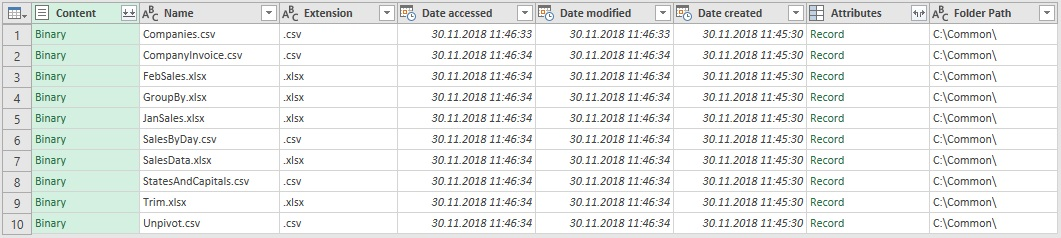 Content ABC Name ABC Extension Date accessed Date modified Date created Attributes ABC Folder Path
1 Binary Companies.csv .csv 30.11.2018 11:46:33 30.11.2018 11:46:33 30.11.2018 11:45:30 Record C:\Common\
2 Binary CompanyInvoice.csv .csv 30.11.2018 11:46:34 30.11.2018 11:46:34 30.11.2018 11:45:30 Record C:\Common\
3 Binary FebSales.xlsx .xlsx 30.11.2018 11:46:34 30.11.2018 11:46:34 30.11.2018 11:45:30 Record C:\Common\
4 Binary GroupBy.xlsx .xlsx 30.11.2018 11:46:34 30.11.2018 11:46:34 30.11.2018 11:45:30 Record C:\Common\
5 Binary JanSales.xlsx .xlsx 30.11.2018 11:46:34 30.11.2018 11:46:34 30.11.2018 11:45:30 Record C:\Common\
6 Binary SalesByDay.csv .csv 30.11.2018 11:46:34 30.11.2018 11:46:34 30.11.2018 11:45:30 Record C:\Common\
7 Binary SalesData.xlsx .xlsx 30.11.2018 11:46:34 30.11.2018 11:46:34 30.11.2018 11:45:30 Record C:\Common\
8 Binary StatesAndCapitals.csv .csv 30.11.2018 11:46:34 30.11.2018 11:46:34 30.11.2018 11:45:30 Record C:\Common\
9 Binary Trim.xlsx .xlsx 30.11.2018 11:46:34 30.11.2018 11:46:34 30.11.2018 11:45:30 Record C:\Common\
10 Binary Unpivot.csv .csv 30.11.2018 11:46:34 30.11.2018 11:46:34 30.11.2018 11:45:30 Record C:\Common\